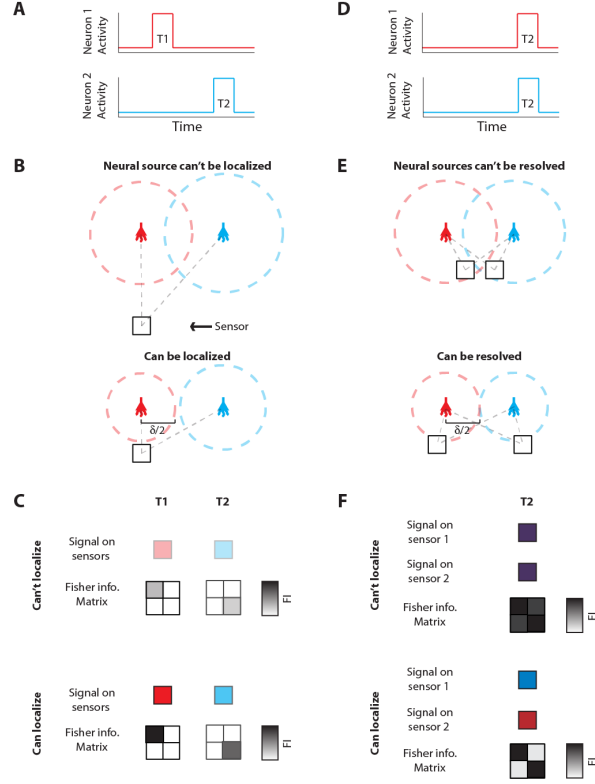 A
Neuron 1
Activity
T1
Neuron 2
Activity
T2
Time
D
Neuron 1
Activity
T2
Neuron 2
Activity
T2
Time
B
Neural source can't be localized
Sensor
Can be localized
δ/2
E
Neural sources can't be resolved
Can be resolved
δ/2
C
T1
T2
Can't localize
Signal on
sensors
Fisher info.
Matrix
FI
Can localize
Signal on
sensors
Fisher info.
Matrix
FI
F
T2
Can't localize
Signal on
sensor 1
Signal on
sensor 2
Fisher info.
Matrix
FI
Can localize
Signal on
sensor 1
Signal on
sensor 2
Fisher info.
Matrix
FI